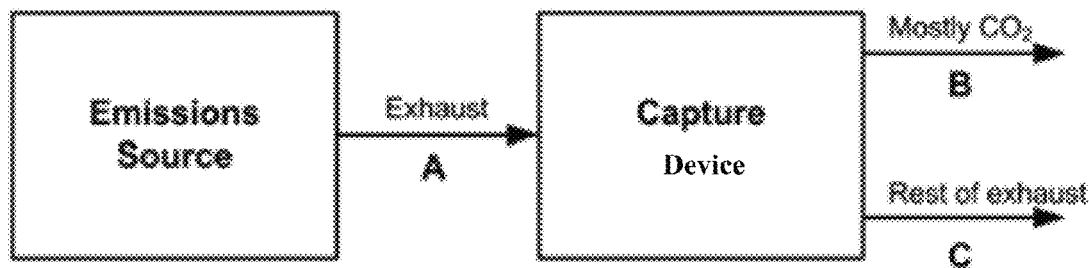 Emissions
Source
Exhaust
A
Capture
Device
Mostly CO₂
B
Rest of exhaust
C